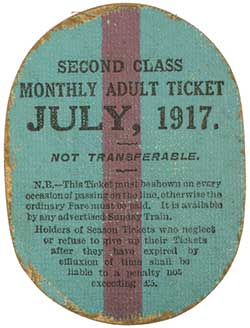 SECOND CLASS
MONTHLY ADULT TICKET
JULY, 1917.
NOT TRANSFERABLE.
N.B.—This Ticket must be shown on every
occasion of passing on the line, otherwise the
ordinary Fare must be paid. It is available
by any advertised Sunday Train.
Holders of Season Tickets who neglect
or refuse to give up their Tickets
after they have expired by
effluxion of time shall be
liable to a penalty not
exceeding £5.